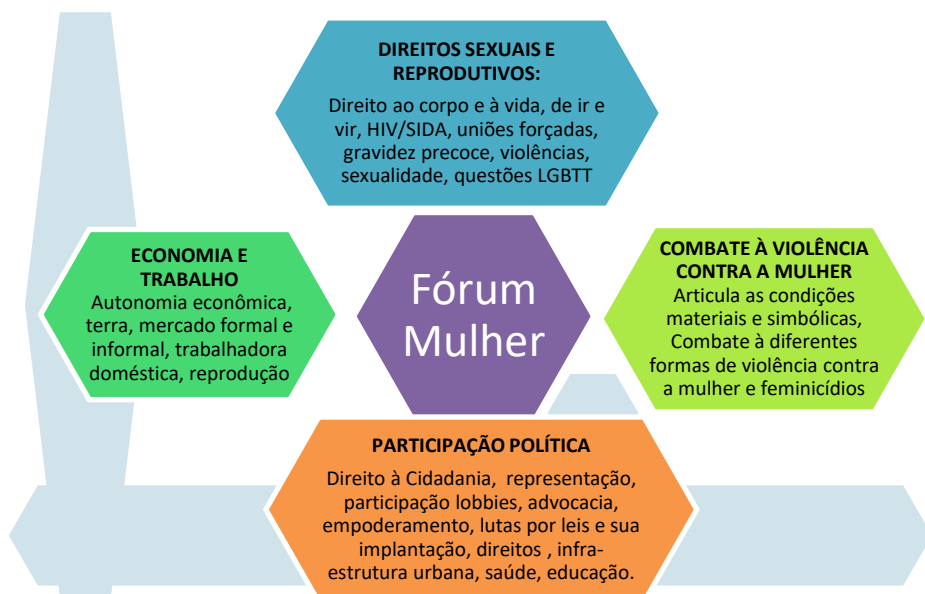 DIREITOS SEXUAIS E
REPRODUTIVOS:
Direito ao corpo e à vida, de ir e
vir, HIV/SIDA, uniões forçadas,
gravidez precoce, violências,
sexualidade, questões LGBTT
ECONOMIA E
TRABALHO
Autonomia econômica,
terra, mercado formal e
informal, trabalhadora
doméstica, reprodução
Fórum
Mulher
COMBATE À VIOLÊNCIA
CONTRA A MULHER
Articula as condições
materiais e simbólicas,
Combate à diferentes
formas de violência contra
a mulher e feminicídios
PARTICIPAÇÃO POLÍTICA
Direito à Cidadania, representação,
participação lobbies, advocacia,
empoderamento, lutas por leis e sua
implantação, direitos , infra-
estrutura urbana, saúde, educação.